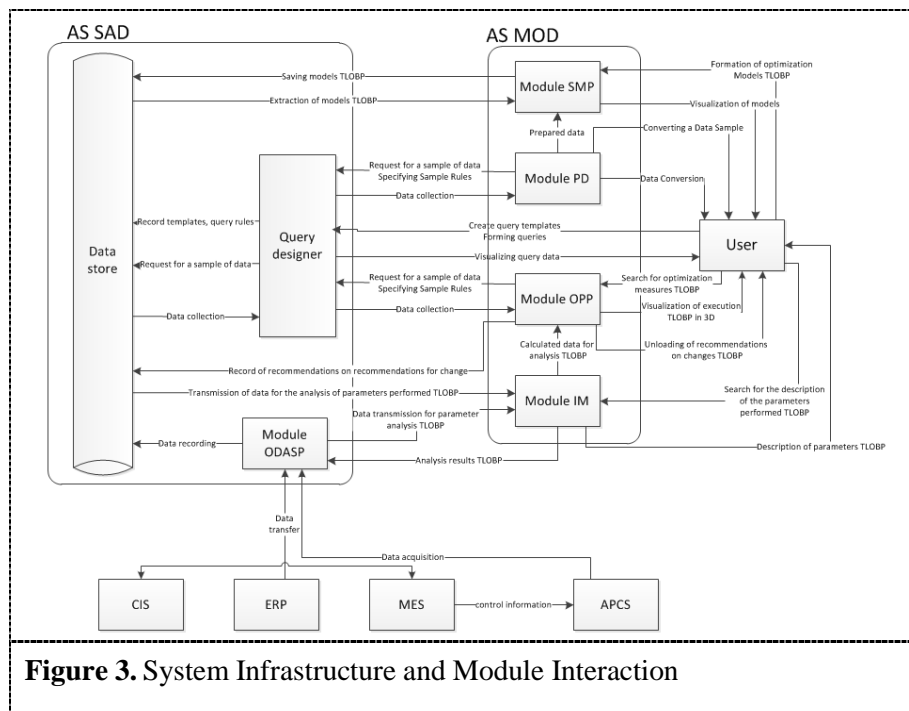 AS SAD
AS MOD
Saving models TLOBP
Extraction of models TLOBP
Module SMP
Formation of optimization
Models TLOBP
Visualization of models
Prepared data
Converting a Data Sample
Request for a sample of data
Specifying Sample Rules
Module PD
Data collection
Data Conversion
Record templates, query rules
Create query templates
Forming queries
Data
store
Query
designer
User
Request for a sample of data
Visualizing query data
Request for a sample of data
Specifying Sample Rules
Search for optimization
measures TLOBP
Module OPP
Data collection
Data collection
Visualization of execution
TLOBP in 3D
Calculated data for
analysis TLOBP
Unloading of recommendations
on changes TLOBP
Record of recommendations on recommendations for change
Transmission of data for the analysis of parameters performed TLOBP
Module IM
Search for the description
of the parameters
performed TLOBP
Data transmission for parameter
analysis TLOBP
Data recording
Module
ODASP
Analysis results TLOBP
Description of parameters TLOBP
Data
transfer
Data acquisition
CIS
ERP
MES
control information
APCS
Figure 3. System Infrastructure and Module Interaction